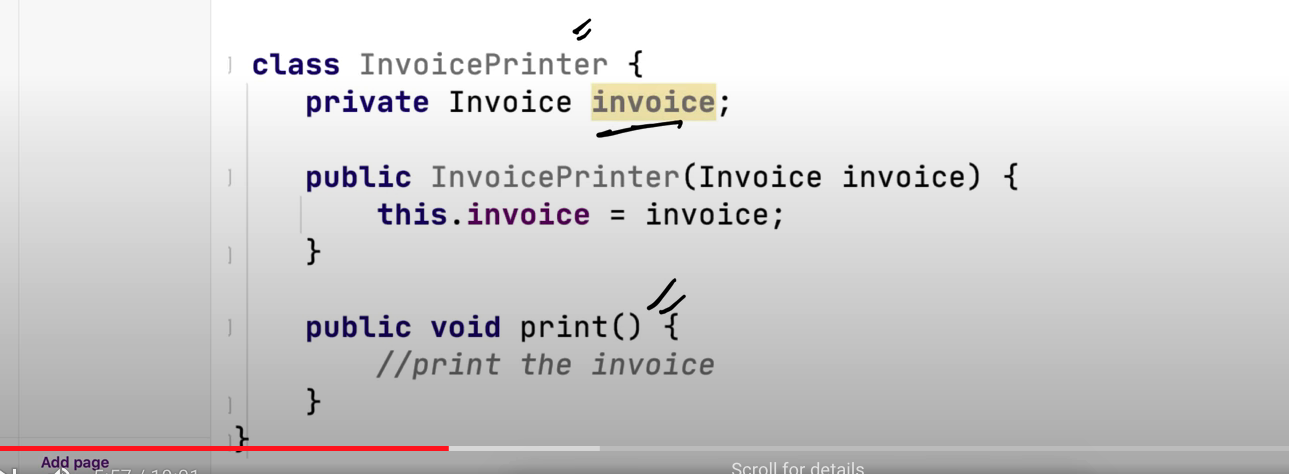 class InvoicePrinter {
private Invoice invoice;
public InvoicePrinter(Invoice invoice) {
this.invoice = invoice;
}
public void print() {
//print the invoice
}
}
Add page
Scroll for details